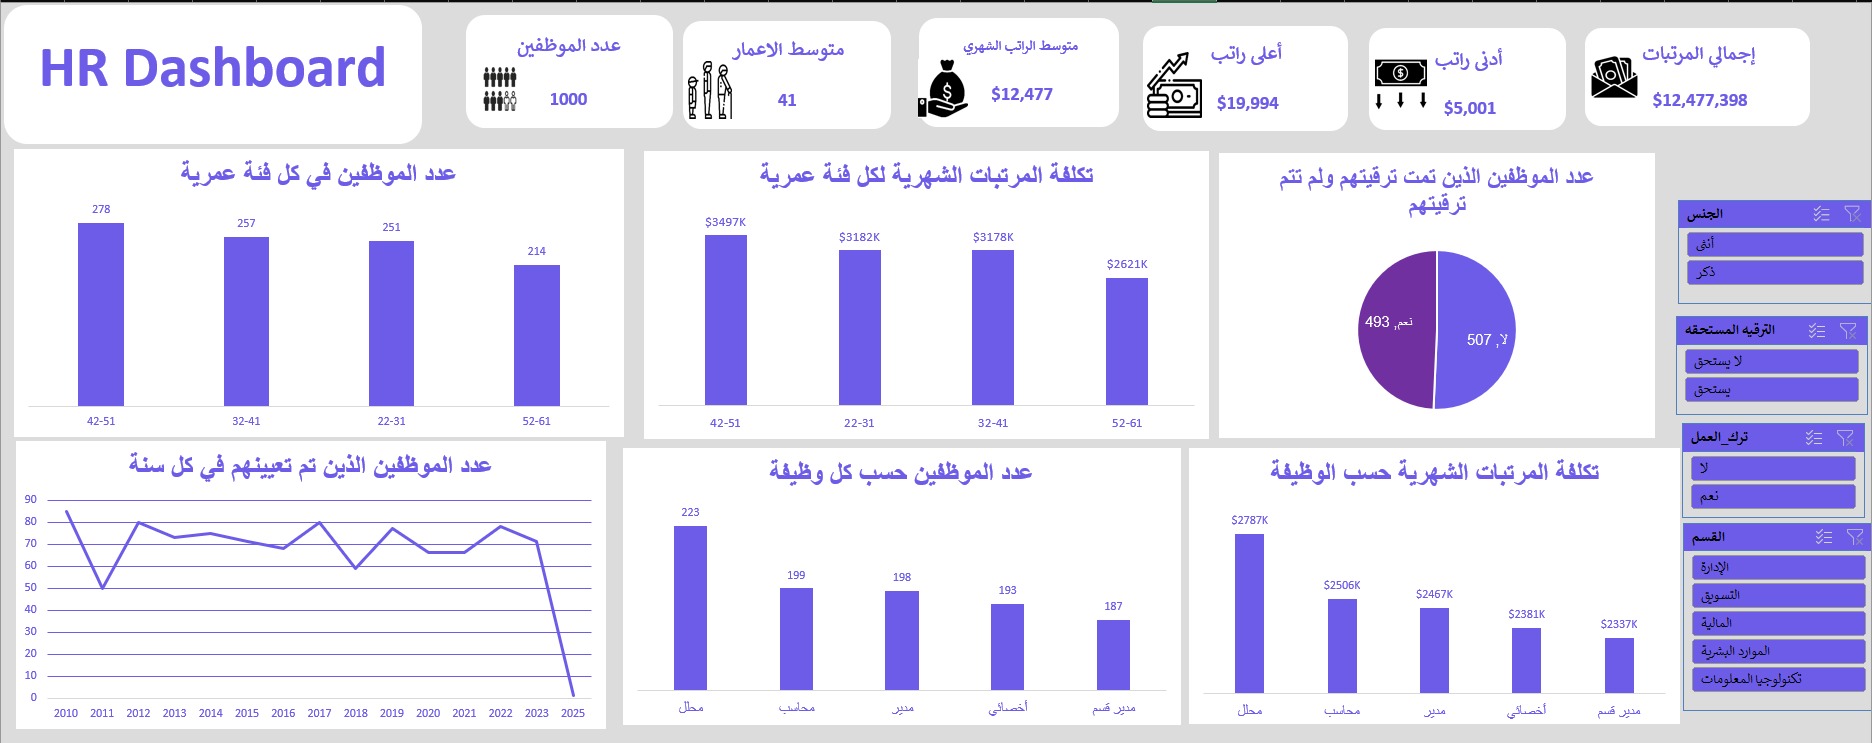 HR Dashboard
عدد الموظفين
1000
متوسط الاعمار
41
متوسط الراتب الشهري
$12,477
أعلى راتب
$19,994
أدنى راتب
$5,001
إجمالي المرتبات
$12,477,398
عدد الموظفين في كل فئة عمرية
278
257
251
214
42-51
32-41
22-31
52-61
تكلفة المرتبات الشهرية لكل فئة عمرية
$3497K
$3182K
$3178K
$2621K
42-51
22-31
32-41
52-61
عدد الموظفين الذين تمت ترقيتهم ولم تتم
ترقيتهم
نعم, 493
لا, 507
الجنس
أنثى
ذكر
الترقيه المستحقه
لا يستحق
يستحق
ترك_العمل
لا
نعم
القسم
الإدارة
التسويق
المالية
الموارد البشرية
تكنولوجيا المعلومات
عدد الموظفين الذين تم تعيينهم في كل سنة
90
80
70
60
50
40
30
20
10
0
2010 2011 2012 2013 2014 2015 2016 2017 2018 2019 2020 2021 2022 2023 2025
عدد الموظفين حسب كل وظيفة
223
199
198
193
187
محلل
محاسب
مدير
أخصائي
مدير قسم
تكلفة المرتبات الشهرية حسب الوظيفة
$2787K
$2506K
$2467K
$2381K
$2337K
محلل
محاسب
مدير
أخصائي
مدير قسم